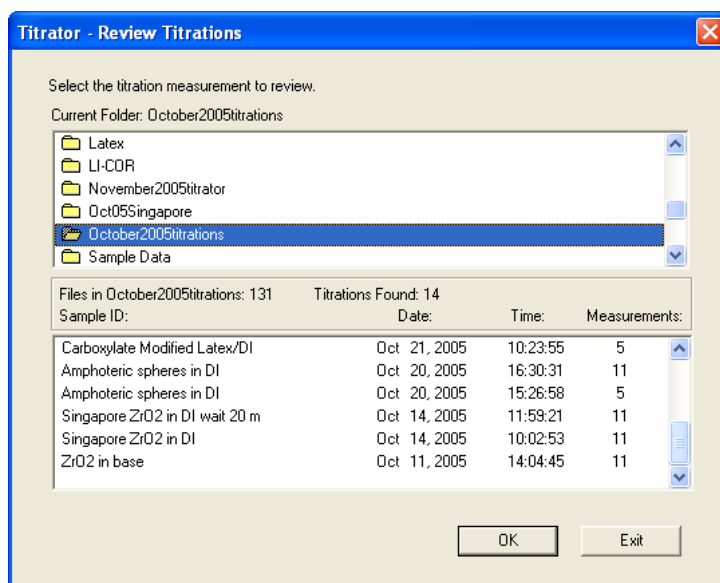 Titrator - Review Titrations
Select the titration measurement to review.
Current Folder: October2005titrations
Latex
LI-COR
November2005titrator
Oct05Singapore
October2005titrations
Sample Data
Files in October2005titrations: 131 Titrations Found: 14
Sample ID: Date: Time: Measurements:
Carboxylate Modified Latex/DI Oct 21, 2005 10:23:55 5
Amphoteric spheres in DI Oct 20, 2005 16:30:31 11
Amphoteric spheres in DI Oct 20, 2005 15:26:58 5
Singapore ZrO2 in DI wait 20 m Oct 14, 2005 11:59:21 11
Singapore ZrO2 in DI Oct 14, 2005 10:02:53 11
ZrO2 in base Oct 11, 2005 14:04:45 11
OK Exit